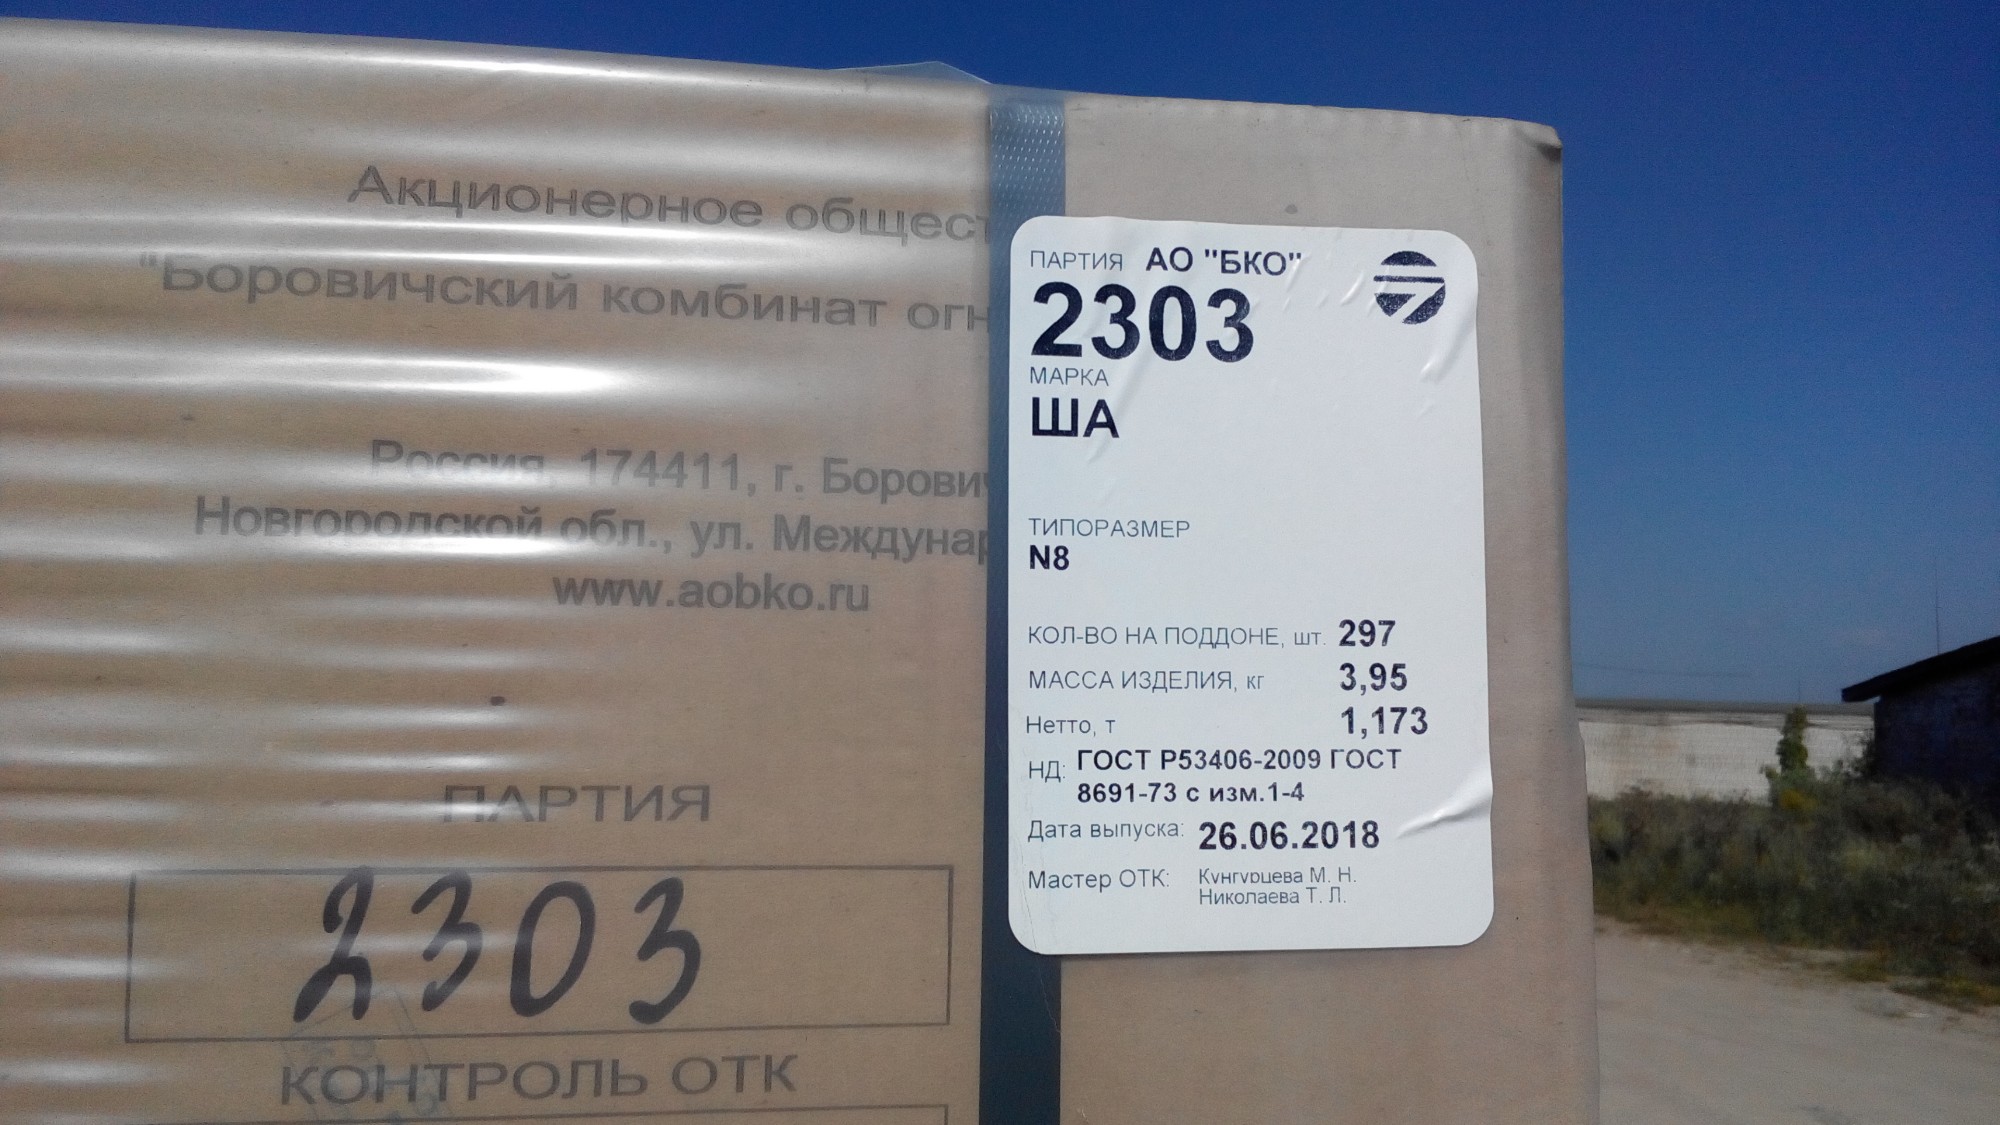 Акционерное общест
"Боровичский комбинат огн
Россия, 174411, г. Борович
Новгородской обл., ул. Междунар
www.aobko.ru
ПАРТИЯ
2303
КОНТРОЛЬ ОТК
ПАРТИЯ АО "БКО"
2303
МАРКА
ША
ТИПОРАЗМЕР
N8
КОЛ-ВО НА ПОДДОНЕ, шт. 297
МАССА ИЗДЕЛИЯ, кг 3,95
Нетто, т 1,173
НД: ГОСТ Р53406-2009 ГОСТ
8691-73 с изм.1-4
Дата выпуска: 26.06.2018
Мастер ОТК: Кунгурцева М. Н.
Николаева Т. Л.